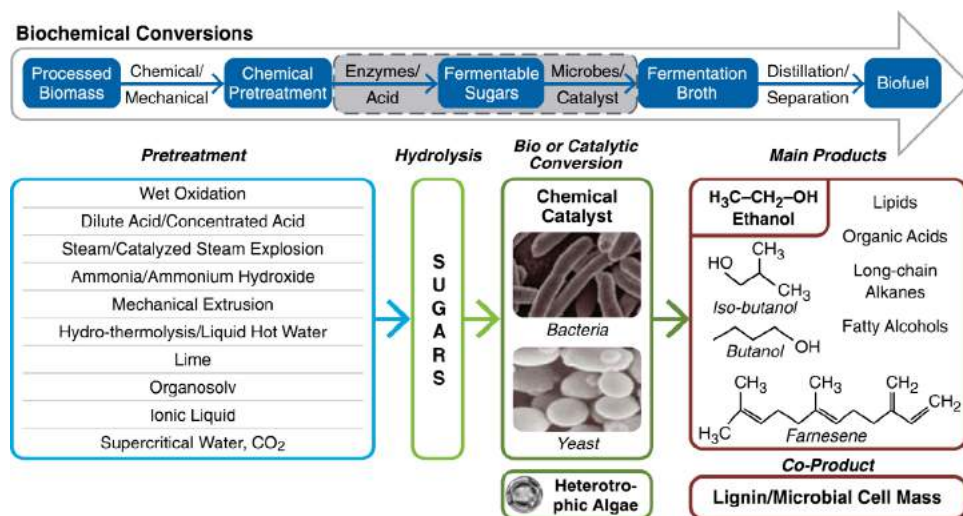 Biochemical Conversions
Processed Biomass
Chemical/ Mechanical
Chemical Pretreatment
Enzymes/ Acid
Fermentable Sugars
Microbes/ Catalyst
Fermentation Broth
Distillation/ Separation
Biofuel
Pretreatment
Wet Oxidation
Dilute Acid/Concentrated Acid
Steam/Catalyzed Steam Explosion
Ammonia/Ammonium Hydroxide
Mechanical Extrusion
Hydro-thermolysis/Liquid Hot Water
Lime
Organosolv
Ionic Liquid
Supercritical Water, CO₂
Hydrolysis
SUGARS
Bio or Catalytic
Conversion
Chemical
Catalyst
Bacteria
Yeast
Heterotro-
phic Algae
Main Products
H₃C–CH₂–OH
Ethanol
Lipids
Organic Acids
Long-chain
Alkanes
Fatty Alcohols
HO
CH₃
CH₃
Iso-butanol
OH
Butanol
CH₃
CH₃
CH₂
CH₂
H₃C
Farnesene
Co-Product
Lignin/Microbial Cell Mass